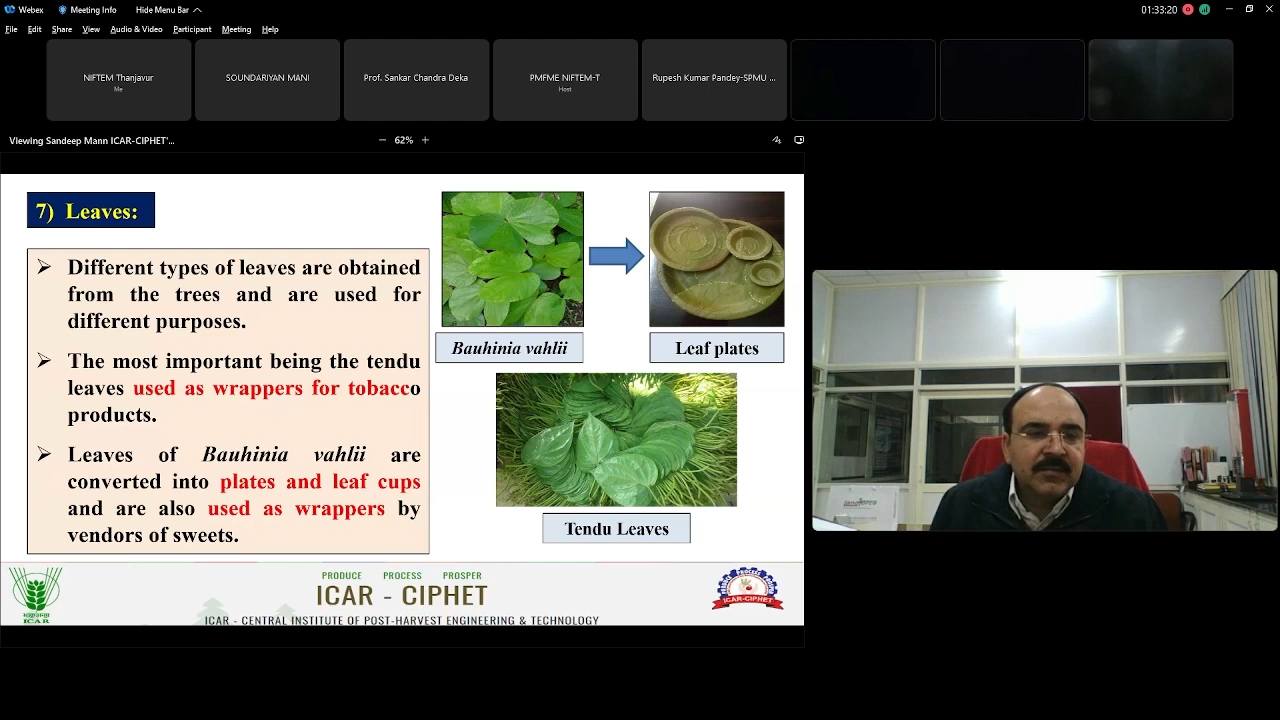 Webex
Meeting Info
Hide Menu Bar
01:33:20
File Edit Share View Audio & Video Participant Meeting Help
NIFTEM Thanjavur
Me
SOUNDARIYAN MANI
Prof. Sankar Chandra Deka
PMFME NIFTEM-T
Host
Rupesh Kumar Pandey-SPMU ...
Viewing Sandeep Mann ICAR-CIPHET'...
62%
7) Leaves:
Different types of leaves are obtained
from the trees and are used for
different purposes.
The most important being the tendu
leaves used as wrappers for tobacco
products.
Leaves of Bauhinia vahlii are
converted into plates and leaf cups
and are also used as wrappers by
vendors of sweets.
Bauhinia vahlii
Leaf plates
Tendu Leaves
ICAR
PRODUCE PROCESS PROSPER
ICAR - CIPHET
ICAR - CENTRAL INSTITUTE OF POST-HARVEST ENGINEERING & TECHNOLOGY
ICAR-CIPHET